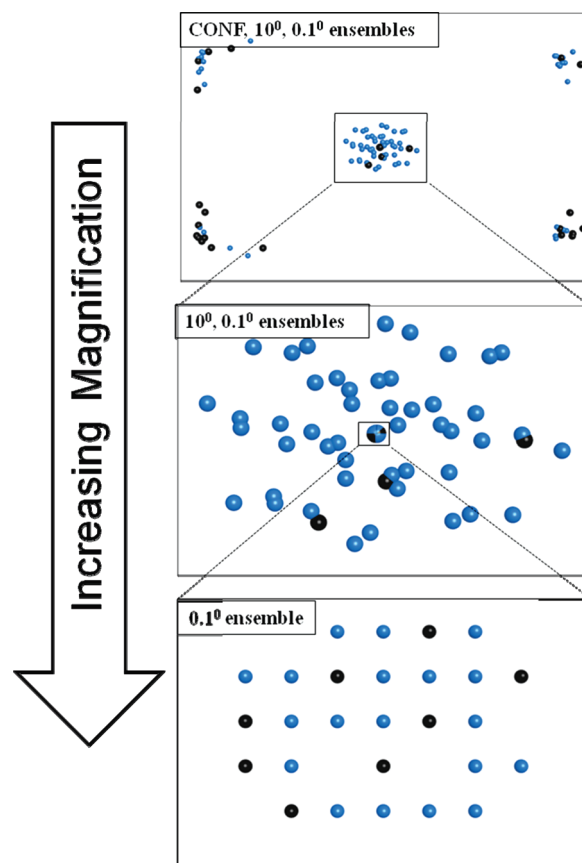 CONF, 10⁰, 0.1⁰ ensembles
Increasing Magnification
10⁰, 0.1⁰ ensembles
0.1⁰ ensemble